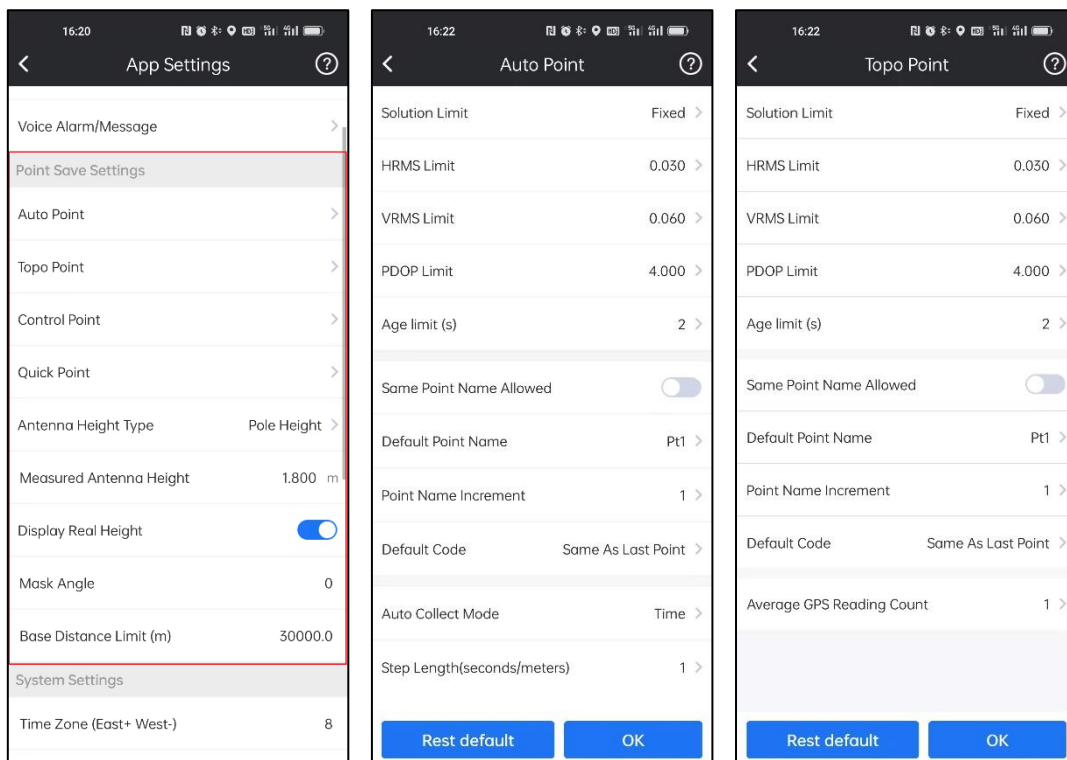 16:20
App Settings
Voice Alarm/Message
Point Save Settings
Auto Point
Topo Point
Control Point
Quick Point
Antenna Height Type Pole Height
Measured Antenna Height 1.800 m
Display Real Height
Mask Angle 0
Base Distance Limit (m) 30000.0
System Settings
Time Zone (East+ West-) 8
16:22
Auto Point
Solution Limit Fixed
HRMS Limit 0.030
VRMS Limit 0.060
PDOP Limit 4.000
Age limit (s) 2
Same Point Name Allowed
Default Point Name Pt1
Point Name Increment 1
Default Code Same As Last Point
Auto Collect Mode Time
Step Length(seconds/meters) 1
Rest default OK
16:22
Topo Point
Solution Limit Fixed
HRMS Limit 0.030
VRMS Limit 0.060
PDOP Limit 4.000
Age limit (s) 2
Same Point Name Allowed
Default Point Name Pt1
Point Name Increment 1
Default Code Same As Last Point
Average GPS Reading Count 1
Rest default OK